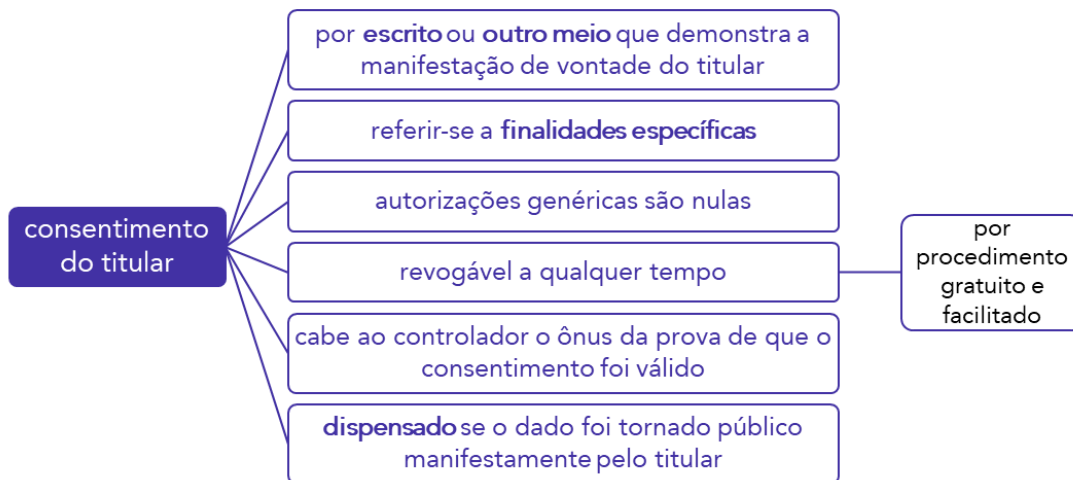 por escrito ou outro meio que demonstra a
manifestação de vontade do titular
referir-se a finalidades específicas
autorizações genéricas são nulas
consentimento
do titular
revogável a qualquer tempo
por
procedimento
gratuito e
facilitado
cabe ao controlador o ônus da prova de que o
consentimento foi válido
dispensado se o dado foi tornado público
manifestamente pelo titular